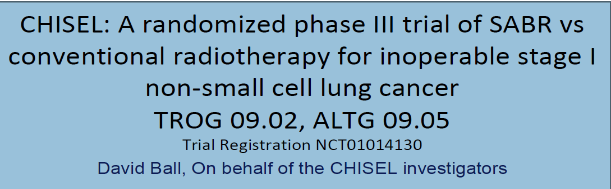 CHISEL: A randomized phase III trial of SABR vs
conventional radiotherapy for inoperable stage I
non-small cell lung cancer
TROG 09.02, ALTG 09.05
Trial Registration NCT01014130
David Ball, On behalf of the CHISEL investigators